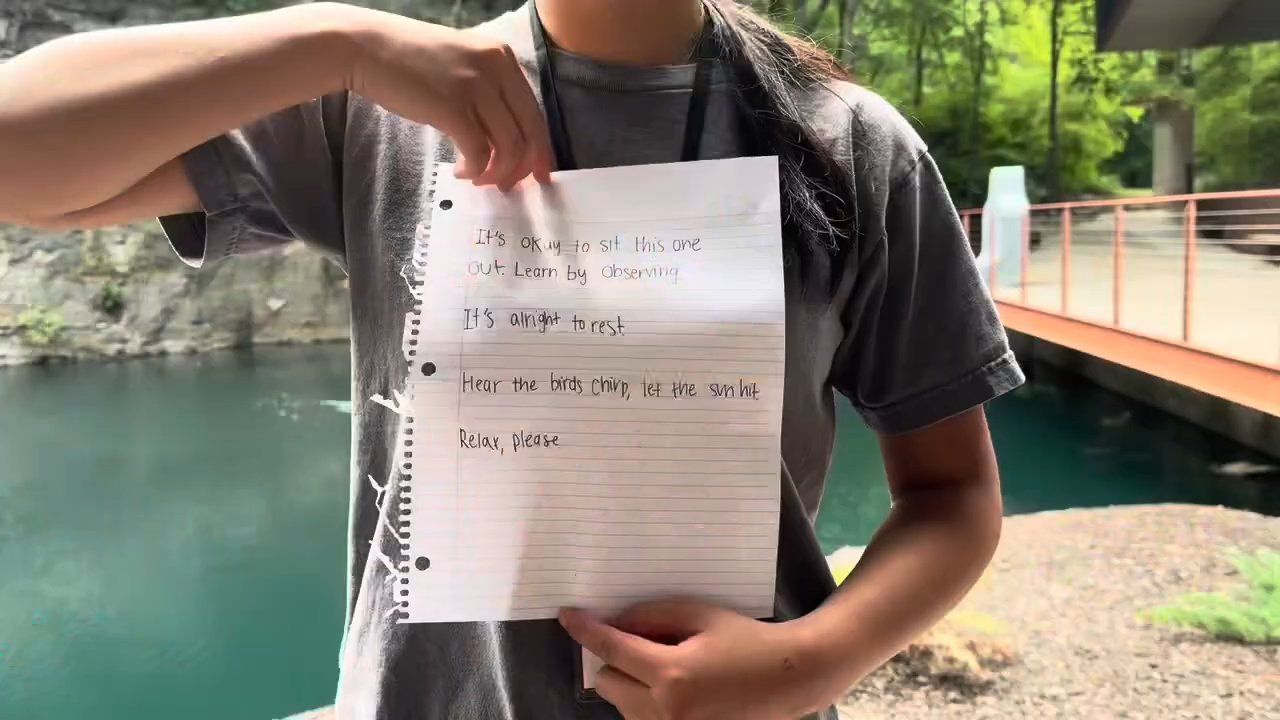 It's okay to sit this one
out. Learn by observing.
It's alright to rest
Hear the birds chirp, let the sun hit
Relax, please